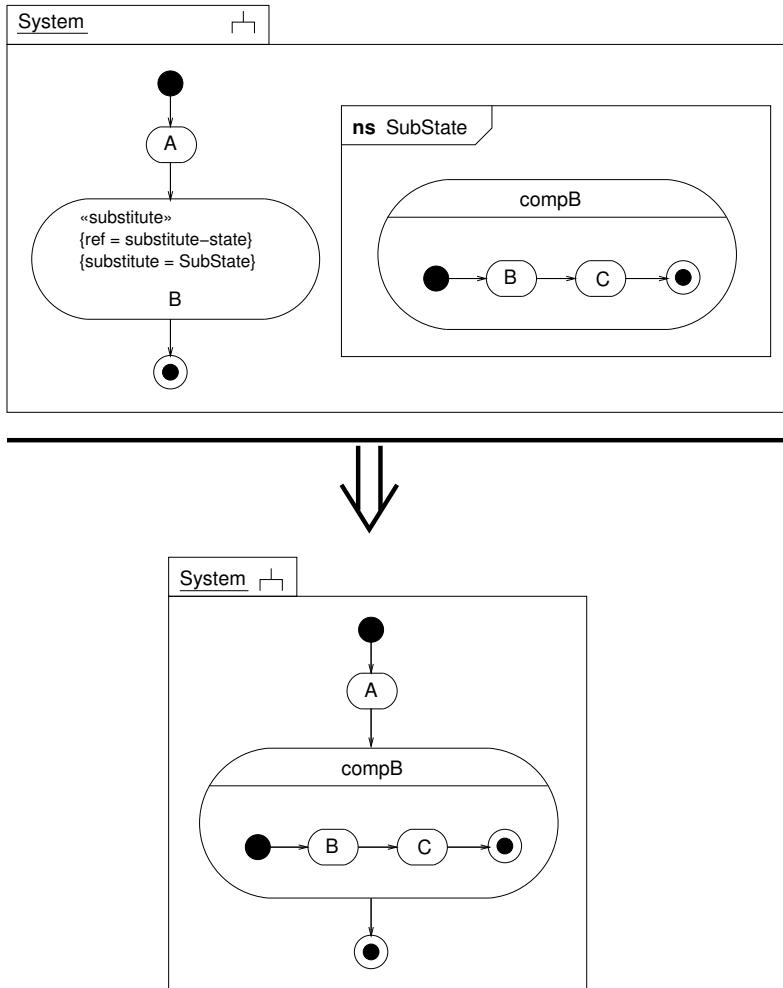 System
A
«substitute»
{ref = substitute−state}
{substitute = SubState}
B
ns SubState
compB
B C
System
A
compB
B C